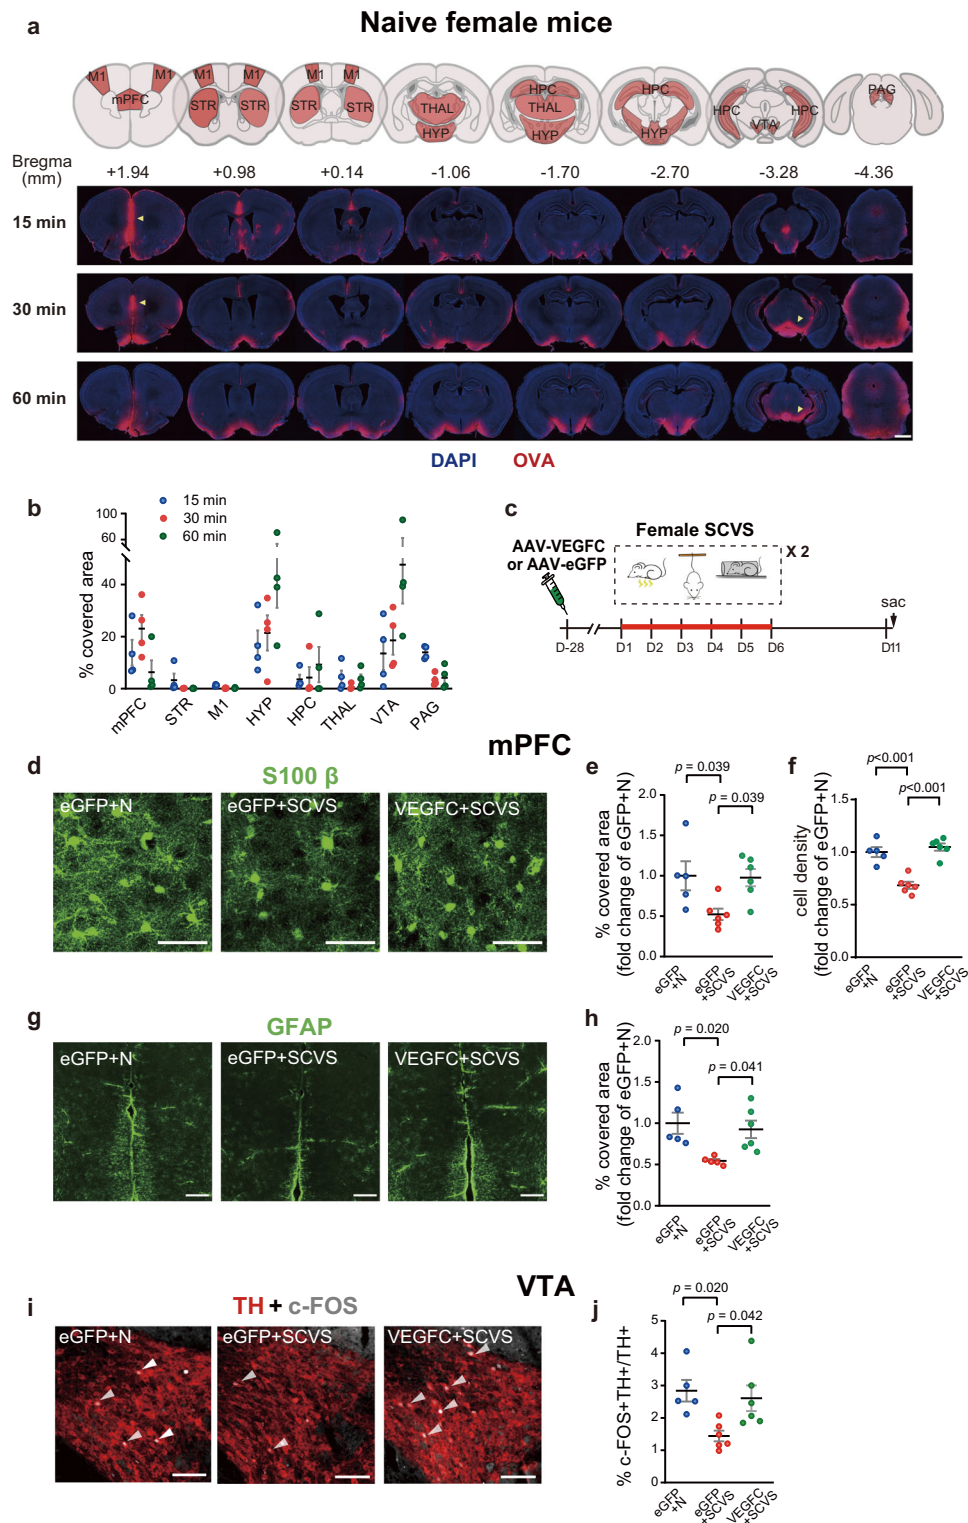 a
Naive female mice
M1 M1 M1 M1 M1 M1
mPFC STR STR STR STR THAL HYP HPC THAL HYP HPC HYP HPC VTA HPC PAG
Bregma
(mm)
+1.94 +0.98 +0.14 -1.06 -1.70 -2.70 -3.28 -4.36
15 min
30 min
60 min
DAPI OVA
b
15 min
30 min
60 min
% covered area
100
60
40
20
0
mPFC STR M1 HYP HPC THAL VTA PAG
c
Female SCVS
X 2
AAV-VEGFC
or AAV-eGFP
sac
D-28 D1 D2 D3 D4 D5 D6 D11
mPFC
d
S100 β
eGFP+N eGFP+SCVS VEGFC+SCVS
e
p = 0.039
p = 0.039
% covered area
(fold change of eGFP+N)
2.0
1.5
1.0
0.5
0.0
eGFP
+N
eGFP
+SCVS
VEGFC
+SCVS
f
p<0.001
p<0.001
cell density
(fold change of eGFP+N)
1.5
1.0
0.5
0.0
eGFP
+N
eGFP
+SCVS
VEGFC
+SCVS
g
GFAP
eGFP+N eGFP+SCVS VEGFC+SCVS
h
p = 0.020
p = 0.041
% covered area
(fold change of eGFP+N)
2.0
1.5
1.0
0.5
0.0
eGFP
+N
eGFP
+SCVS
VEGFC
+SCVS
VTA
i
TH + c-FOS
eGFP+N eGFP+SCVS VEGFC+SCVS
j
p = 0.020
p = 0.042
% c-FOS+TH+/TH+
5
4
3
2
1
0
eGFP
+N
eGFP
+SCVS
VEGFC
+SCVS